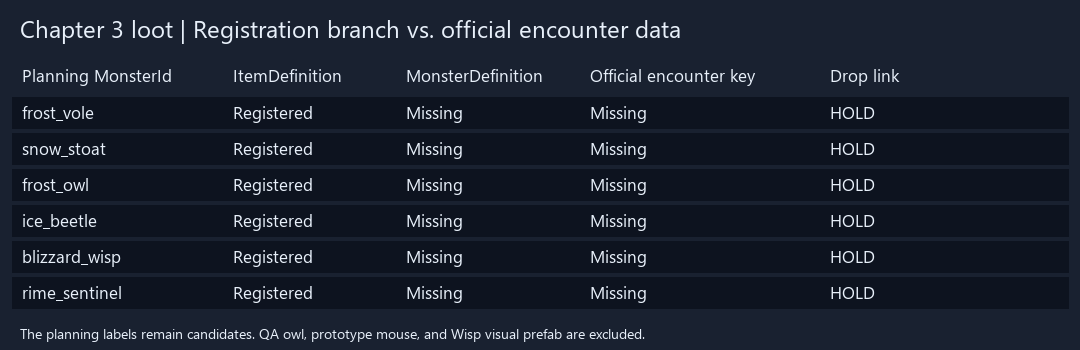 Chapter 3 loot | Registration branch vs. official encounter data
Planning MonsterId ItemDefinition MonsterDefinition Official encounter key Drop link
frost_vole Registered Missing Missing HOLD
snow_stoat Registered Missing Missing HOLD
frost_owl Registered Missing Missing HOLD
ice_beetle Registered Missing Missing HOLD
blizzard_wisp Registered Missing Missing HOLD
rime_sentinel Registered Missing Missing HOLD
The planning labels remain candidates. QA owl, prototype mouse, and Wisp visual prefab are excluded.